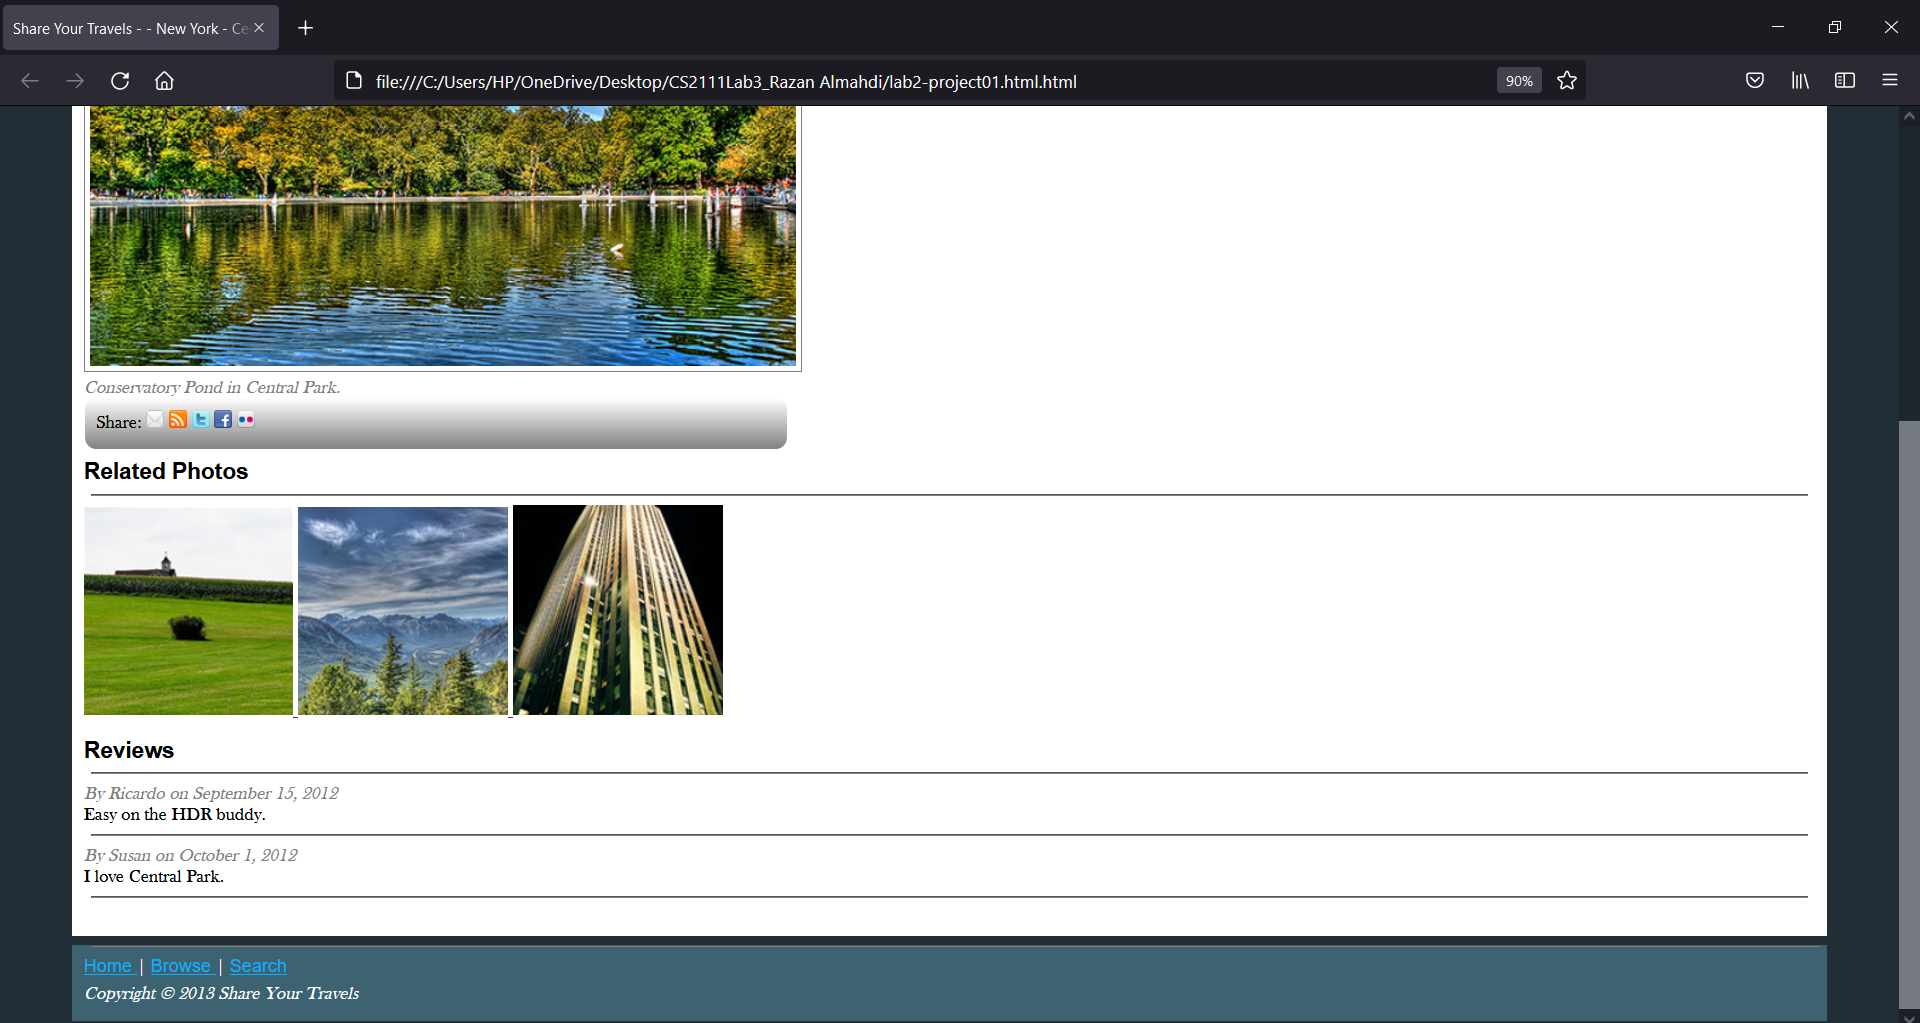 Share Your Travels - - New York - Ce
file:///C:/Users/HP/OneDrive/Desktop/CS2111Lab3_Razan Almahdi/lab2-project01.html.html
90%
Conservatory Pond in Central Park.
Share:
Related Photos
Reviews
By Ricardo on September 15, 2012
Easy on the HDR buddy.
By Susan on October 1, 2012
I love Central Park.
Home | Browse | Search
Copyright © 2013 Share Your Travels